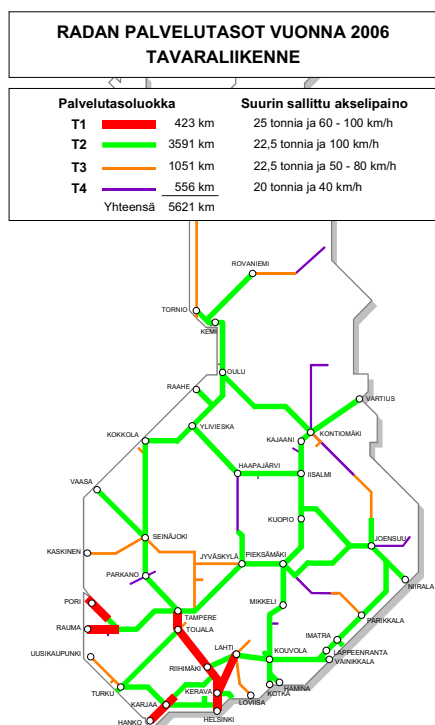 RADAN PALVELUTASOT VUONNA 2006
TAVARALIIKENNE
Palvelutasoluokka Suurin sallittu akselipaino
T1 423 km 25 tonnia ja 60 - 100 km/h
T2 3591 km 22,5 tonnia ja 100 km/h
T3 1051 km 22,5 tonnia ja 50 - 80 km/h
T4 556 km 20 tonnia ja 40 km/h
Yhteensä 5621 km
ROVANIEMI
TORNIO
KEMI
OULU
RAAHE
VARTIUS
YLIVIESKA
KOKKOLA
KONTIOMÄKI
KAJAANI
HAAPAJÄRVI
IISALMI
VAASA
KUOPIO
SEINÄJOKI
JOENSUU
KASKINEN
JYVÄSKYLÄ
PIEKSÄMÄKI
PARKANO
NIIRALA
PORI
MIKKELI
TAMPERE
PARIKKALA
RAUMA
TOIJALA
IMATRA
LAHTI
LAPPEENRANTA
UUSIKAUPUNKI
KOUVOLA
VAINIKKALA
RIIHIMÄKI
TURKU
KERAVA
HAMINA
KOTKA
LOVIISA
KARJAA
HELSINKI
HANKO